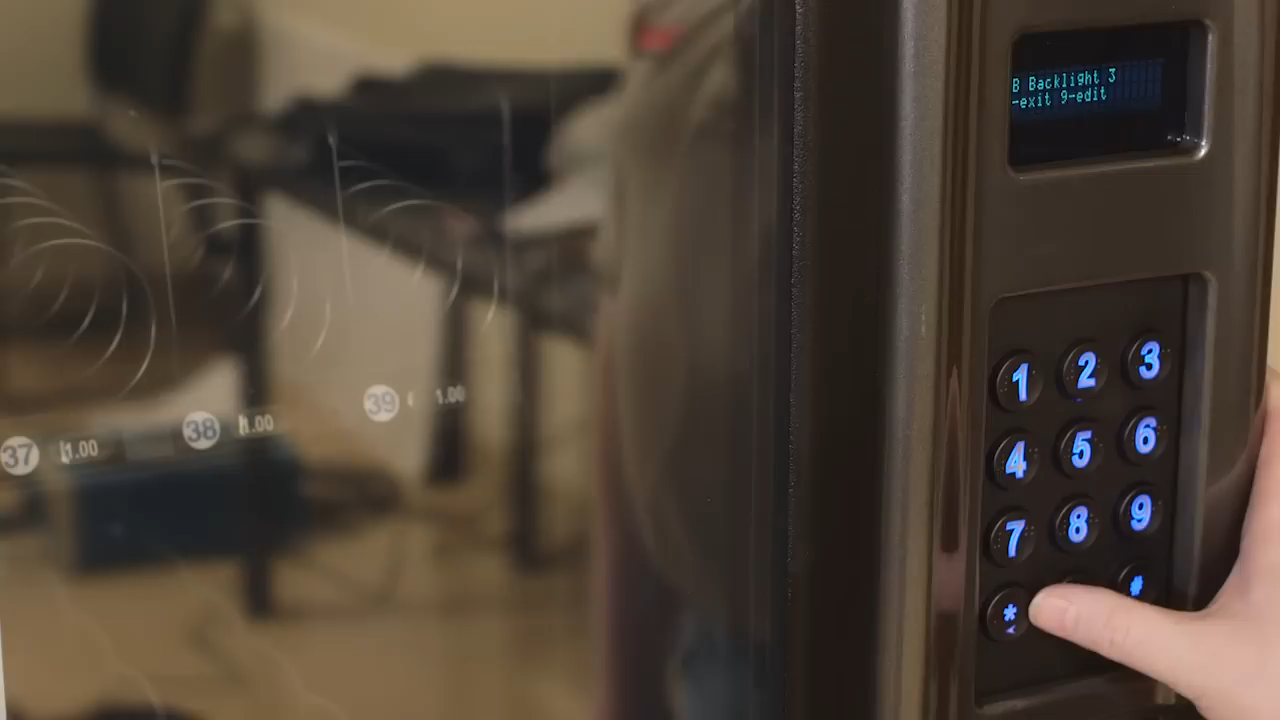 B Backlight 3
-exit 9-edit
1 2 3
4 5 6
7 8 9
* #
<
37 1.00 38 1.00 39 1.00